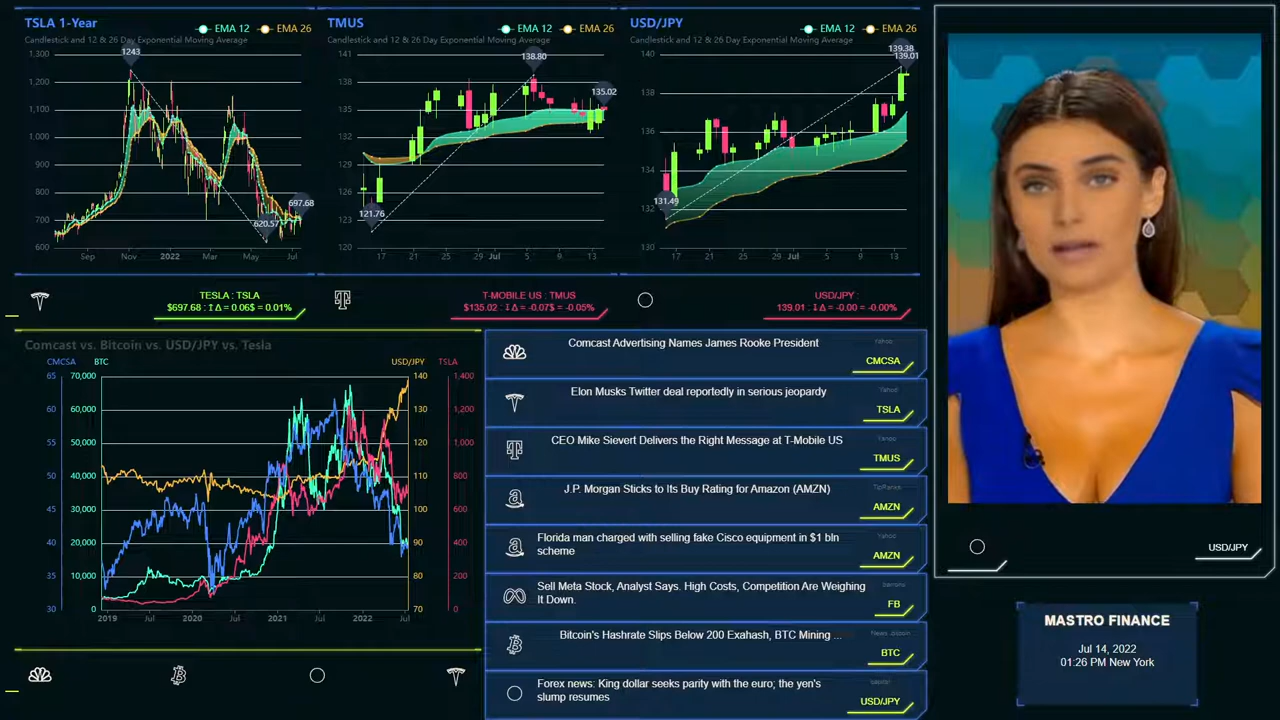 TSLA 1-Year
EMA 12
EMA 26
Candlestick and 12 & 26 Day Exponential Moving Average
1,300
1,200
1,100
1,000
900
800
700
600
1243
697.68
620.57
Sep
Nov
2022
Mar
May
Jul
TMUS
EMA 12
EMA 26
Candlestick and 12 & 26 Day Exponential Moving Average
141
138
135
132
129
126
123
120
138.80
135.02
121.76
17
21
25
29
Jul
5
9
13
USD/JPY
EMA 12
EMA 26
Candlestick and 12 & 26 Day Exponential Moving Average
140
138
136
134
132
130
139.38
139.01
131.49
17
21
25
29
Jul
5
9
13
TESLA : TSLA
$697.68 : 1 Δ = 0.06$ = 0.01%
T-MOBILE US : TMUS
$135.02 : 1 Δ = -0.07$ = -0.05%
USD/JPY :
139.01 : 1 Δ = -0.00 = -0.00%
Comcast vs. Bitcoin vs. USD/JPY vs. Tesla
CMCSA
BTC
USD/JPY
TSLA
65
60
55
50
45
40
35
30
70,000
60,000
50,000
40,000
30,000
20,000
10,000
0
140
130
120
110
100
90
80
70
1,400
1,200
1,000
800
600
400
200
0
2019
Jul
2020
Jul
2021
Jul
2022
Jul
Comcast Advertising Names James Rooke President
Yahoo
CMCSA
Elon Musks Twitter deal reportedly in serious jeopardy
Yahoo
TSLA
CEO Mike Sievert Delivers the Right Message at T-Mobile US
Yahoo
TMUS
J.P. Morgan Sticks to Its Buy Rating for Amazon (AMZN)
TipRanks
AMZN
Florida man charged with selling fake Cisco equipment in $1 bln
scheme
Yahoo
AMZN
Sell Meta Stock, Analyst Says. High Costs, Competition Are Weighing
It Down.
barrons
FB
Bitcoin's Hashrate Slips Below 200 Exahash, BTC Mining ...
News .Bitcoin
BTC
Forex news: King dollar seeks parity with the euro; the yen's
slump resumes
USD/JPY
USD/JPY
MASTRO FINANCE
Jul 14, 2022
01:26 PM New York